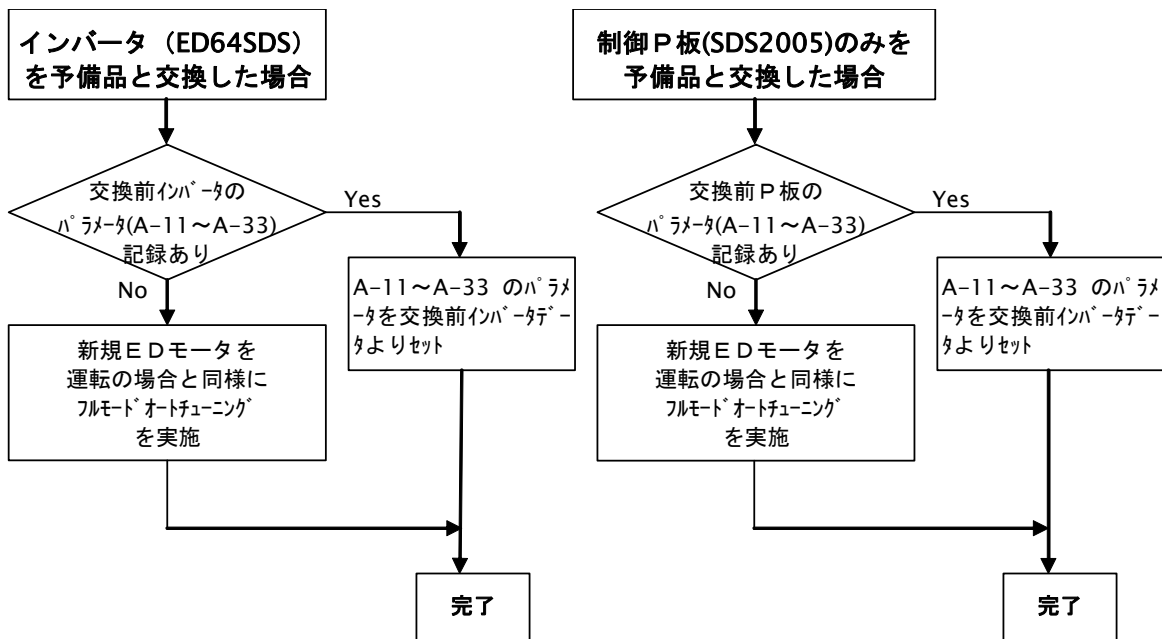 インバータ（ED64SDS）
を予備品と交換した場合
交換前ｲﾝﾊﾞｰﾀの
ﾊﾟﾗﾒｰﾀ(A-11～A-33)
記録あり
Yes
No
A-11～A-33 のﾊﾟﾗﾒ
ｰﾀを交換前ｲﾝﾊﾞｰﾀﾃﾞｰ
ﾀよりｾｯﾄ
新規ＥＤモータを
運転の場合と同様に
ﾌﾙﾓｰﾄﾞｵｰﾄﾁｭｰﾆﾝｸﾞ
を実施
完了
制御Ｐ板(SDS2005)のみを
予備品と交換した場合
交換前Ｐ板の
ﾊﾟﾗﾒｰﾀ(A-11～A-33)
記録あり
Yes
No
A-11～A-33 のﾊﾟﾗﾒ
ｰﾀを交換前ｲﾝﾊﾞｰﾀﾃﾞｰ
ﾀよりｾｯﾄ
新規ＥＤモータを
運転の場合と同様に
ﾌﾙﾓｰﾄﾞｵｰﾄﾁｭｰﾆﾝｸﾞ
を実施
完了